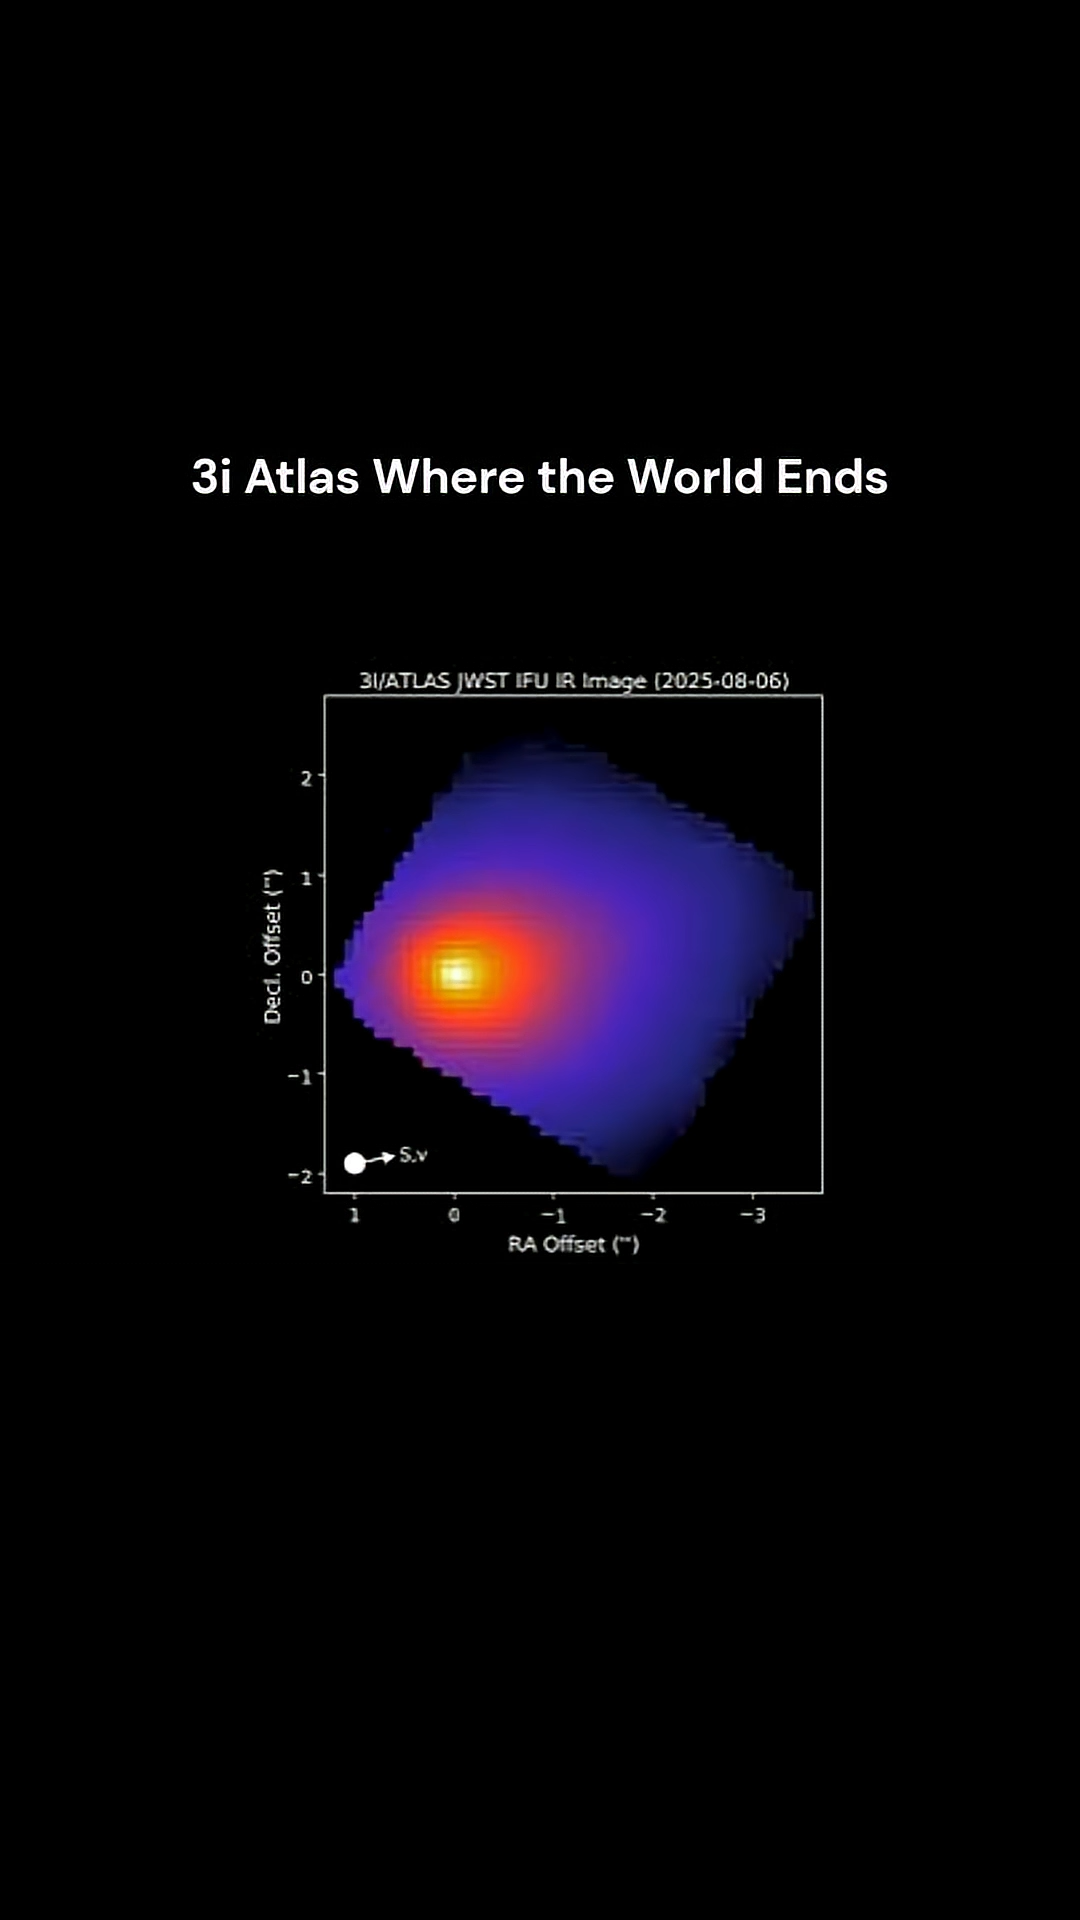 3i Atlas Where the World Ends
3I/ATLAS JWST IFU IR Image (2025-08-06)
Decl. Offset (")
2
1
0
−1
−2
S,v
1
0
−1
−2
−3
RA Offset (")